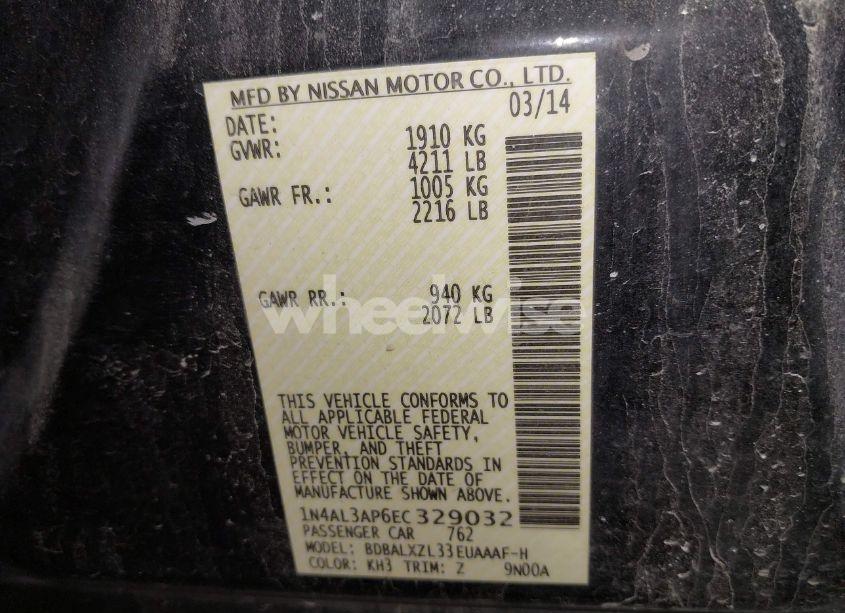 MFD BY NISSAN MOTOR CO., LTD.
DATE: 03/14
GVWR: 1910 KG
4211 LB
GAWR FR.: 1005 KG
2216 LB
GAWR RR.: 940 KG
2072 LB
wheelwise
THIS VEHICLE CONFORMS TO
ALL APPLICABLE FEDERAL
MOTOR VEHICLE SAFETY,
BUMPER, AND THEFT
PREVENTION STANDARDS IN
EFFECT ON THE DATE OF
MANUFACTURE SHOWN ABOVE.
1N4AL3AP6EC 329032
PASSENGER CAR 762
MODEL: BDBALXZL33EUAAAF-H
COLOR: KH3 TRIM: Z 9N00A